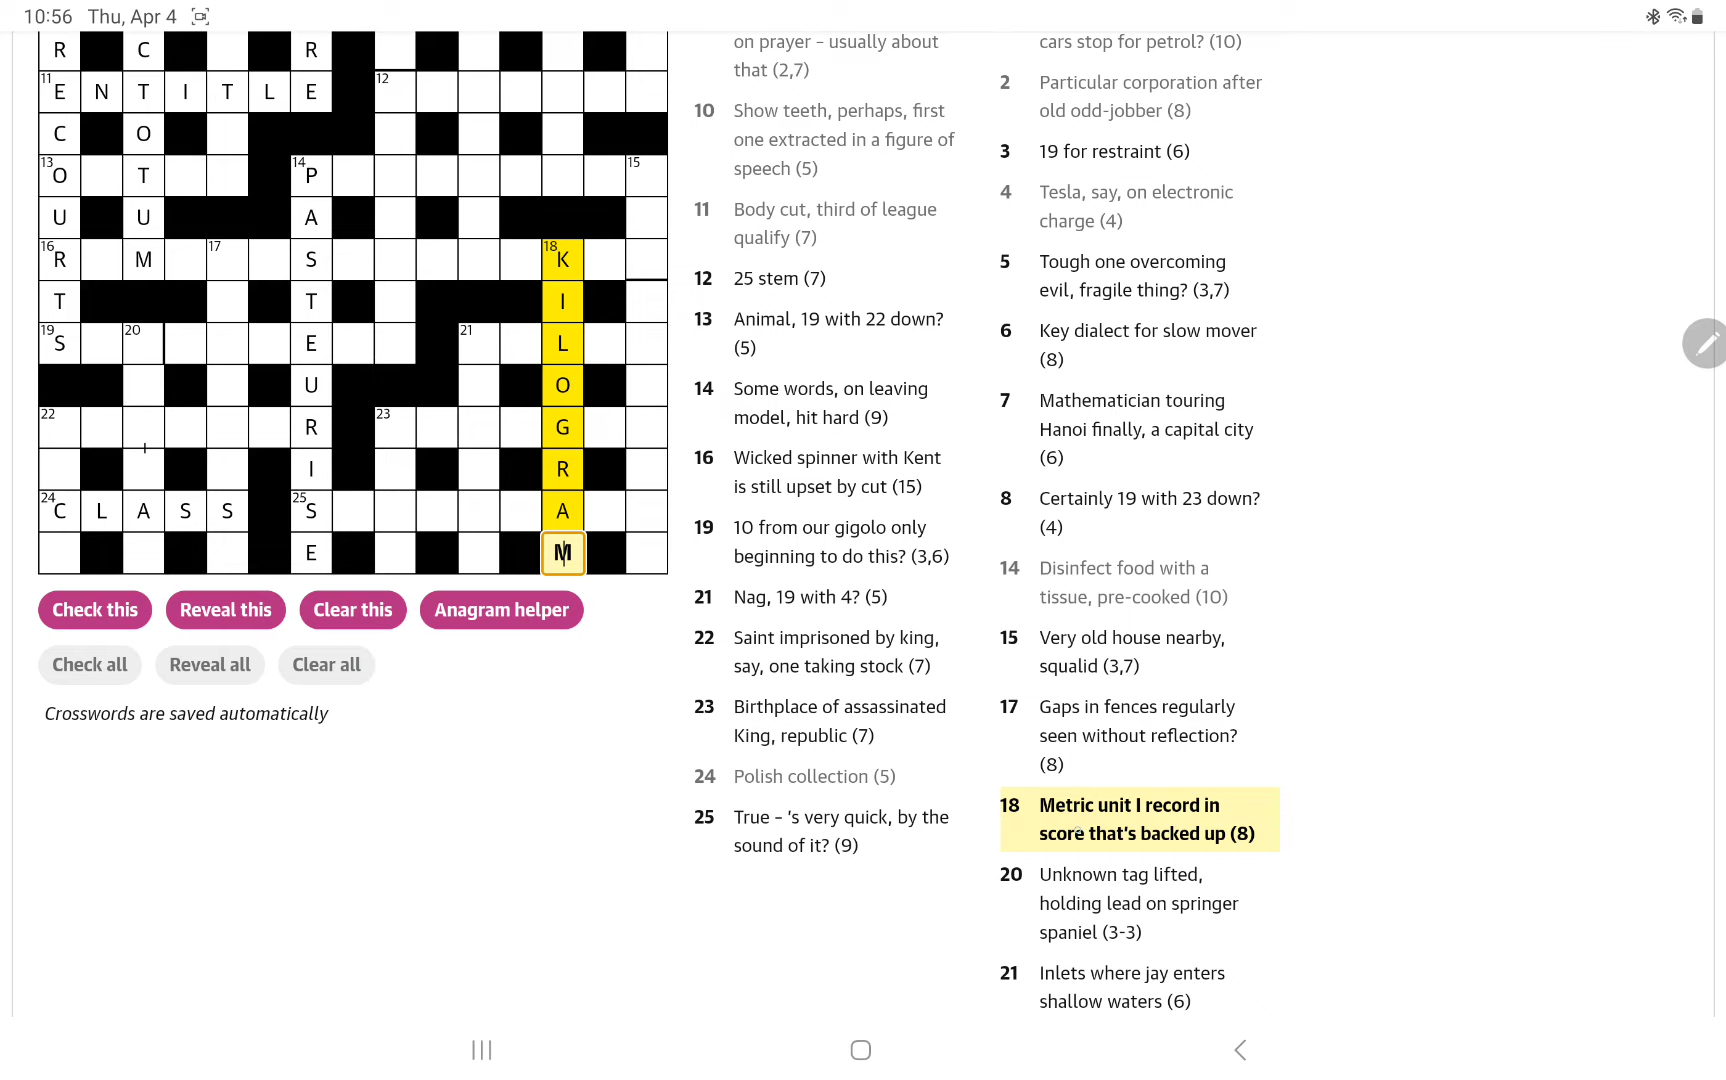 10:56 Thu, Apr 4
R C R
11 E N T I T L E 12
C O
13 O T 14 P 15
U U A
16 R M 17 S 18 K
T T I
19 S 20 E 21 L
U O
22 R 23 G
I R
24 C L A S S 25 S A
E M
Check this Reveal this Clear this Anagram helper
Check all Reveal all Clear all
Crosswords are saved automatically
on prayer – usually about
that (2,7)
10 Show teeth, perhaps, first
one extracted in a figure of
speech (5)
11 Body cut, third of league
qualify (7)
12 25 stem (7)
13 Animal, 19 with 22 down?
(5)
14 Some words, on leaving
model, hit hard (9)
16 Wicked spinner with Kent
is still upset by cut (15)
19 10 from our gigolo only
beginning to do this? (3,6)
21 Nag, 19 with 4? (5)
22 Saint imprisoned by king,
say, one taking stock (7)
23 Birthplace of assassinated
King, republic (7)
24 Polish collection (5)
25 True – ’s very quick, by the
sound of it? (9)
cars stop for petrol? (10)
2 Particular corporation after
old odd-jobber (8)
3 19 for restraint (6)
4 Tesla, say, on electronic
charge (4)
5 Tough one overcoming
evil, fragile thing? (3,7)
6 Key dialect for slow mover
(8)
7 Mathematician touring
Hanoi finally, a capital city
(6)
8 Certainly 19 with 23 down?
(4)
14 Disinfect food with a
tissue, pre-cooked (10)
15 Very old house nearby,
squalid (3,7)
17 Gaps in fences regularly
seen without reflection?
(8)
18 Metric unit I record in
score that’s backed up (8)
20 Unknown tag lifted,
holding lead on springer
spaniel (3-3)
21 Inlets where jay enters
shallow waters (6)